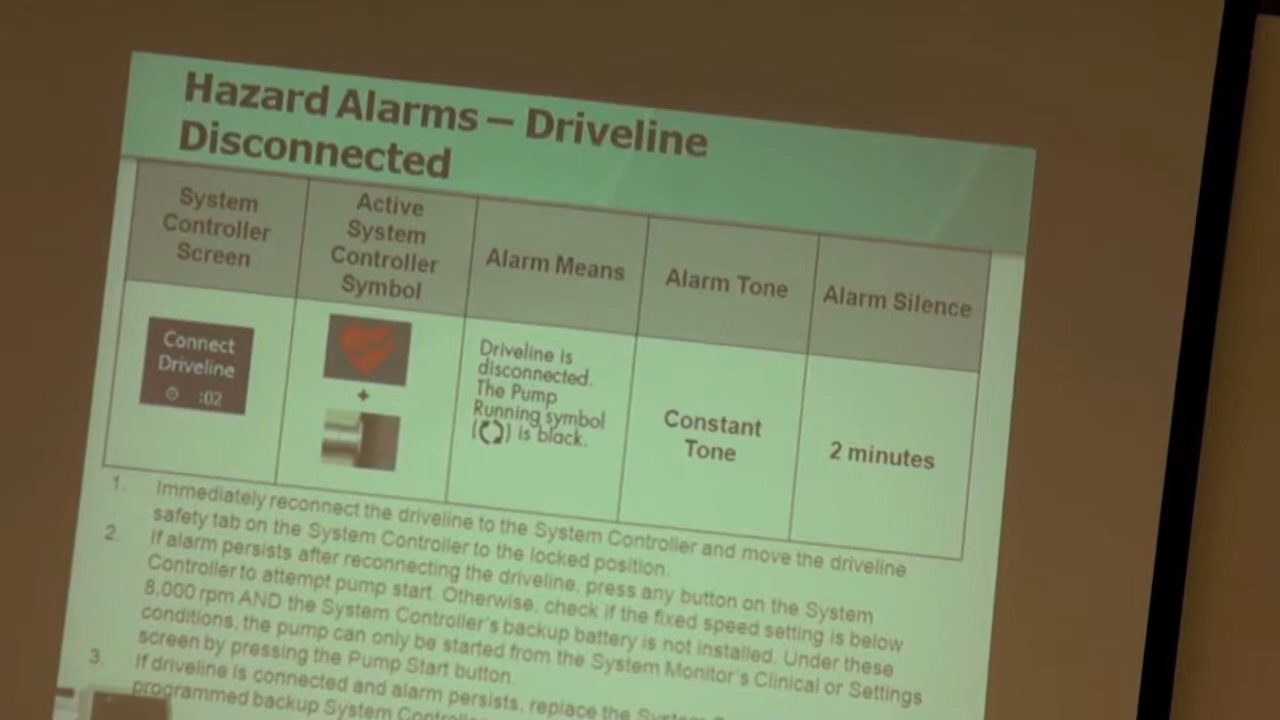 Hazard Alarms – Driveline
Disconnected
System
Controller
Screen
Active
System
Controller
Symbol
Alarm Means
Alarm Tone
Alarm Silence
Connect
Driveline
:02
+
Driveline is
disconnected.
The Pump
Running symbol
( ) is black.
Constant
Tone
2 minutes
1. Immediately reconnect the driveline to the System Controller and move the driveline
safety tab on the System Controller to the locked position.
2. If alarm persists after reconnecting the driveline, press any button on the System
Controller to attempt pump start. Otherwise, check if the fixed speed setting is below
8,000 rpm AND the System Controller's backup battery is not installed. Under these
conditions, the pump can only be started from the System Monitor's Clinical or Settings
screen by pressing the Pump Start button.
3. If driveline is connected and alarm persists, replace the
programmed backup System